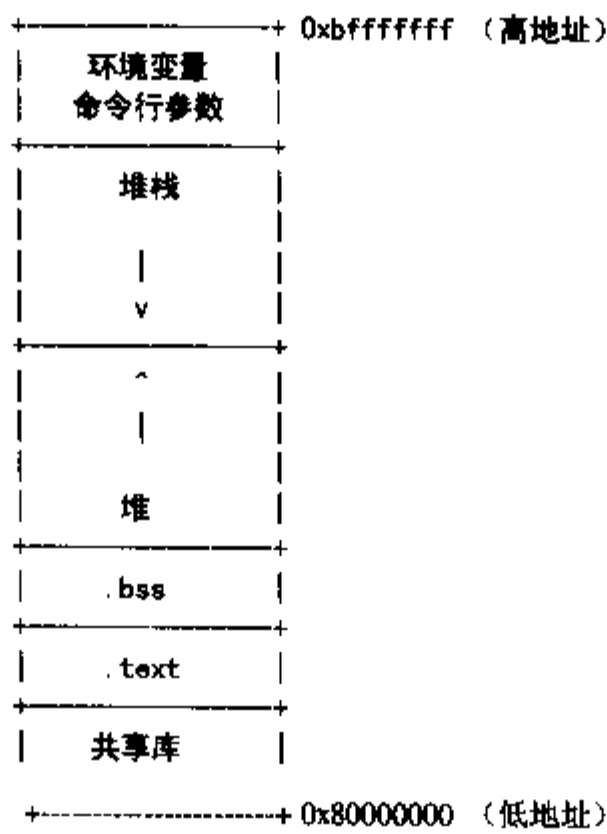 0xbfffffff （高地址）
环境变量
命令行参数
堆栈
|
v
^
|
堆
.bss
.text
共享库
0x80000000 （低地址）